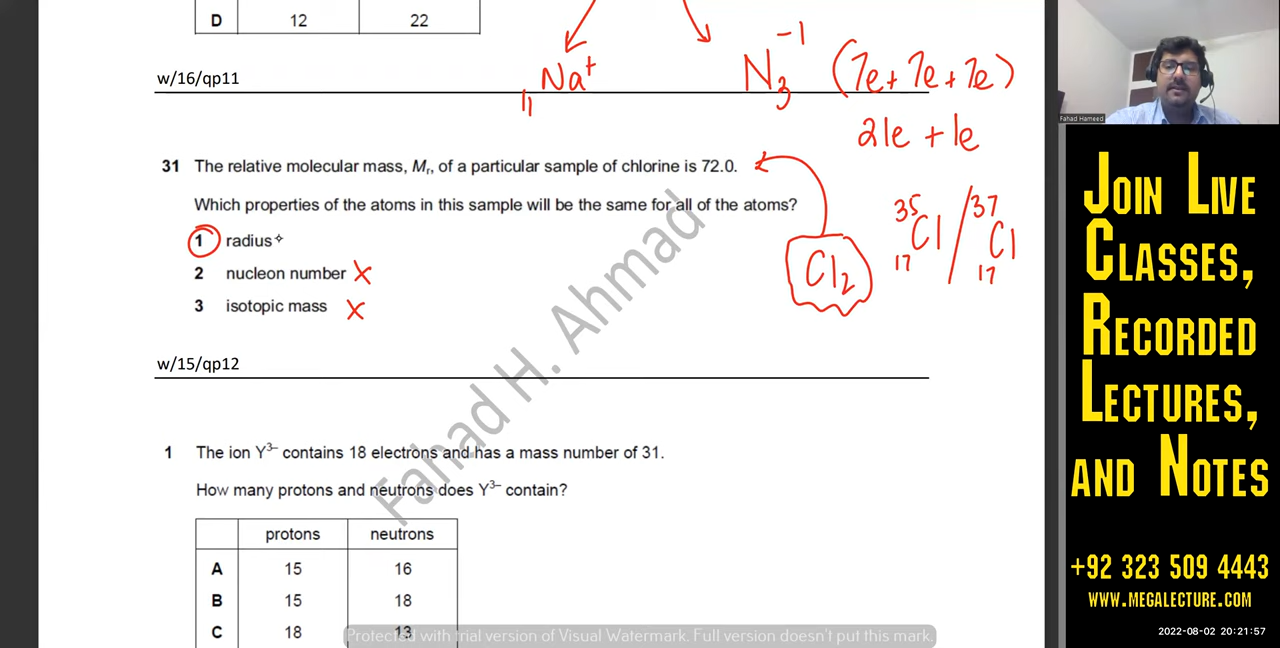 D 12 22
w/16/qp11
11Na+ N3-1 (7e+7e+7e)
21e + 1e
31 The relative molecular mass, Mr, of a particular sample of chlorine is 72.0.
Which properties of the atoms in this sample will be the same for all of the atoms?
1 radius
2 nucleon number X
3 isotopic mass X
Cl2
35 17 Cl / 37 17 Cl
w/15/qp12
1 The ion Y3– contains 18 electrons and has a mass number of 31.
How many protons and neutrons does Y3– contain?
protons neutrons
A 15 16
B 15 18
C 18 13
Fahad H. Ahmad
Protected with trial version of Visual Watermark. Full version doesn't put this mark.
Fahad Hameed
JOIN LIVE
CLASSES,
RECORDED
LECTURES,
AND NOTES
+92 323 509 4443
WWW.MEGALECTURE.COM
2022-08-02 20:21:57